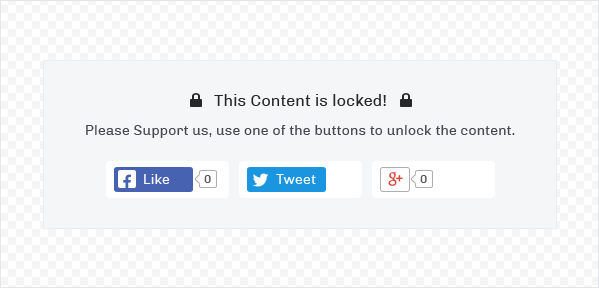 This Content is locked!
Please Support us, use one of the buttons to unlock the content.
Like 0 Tweet g+ 0